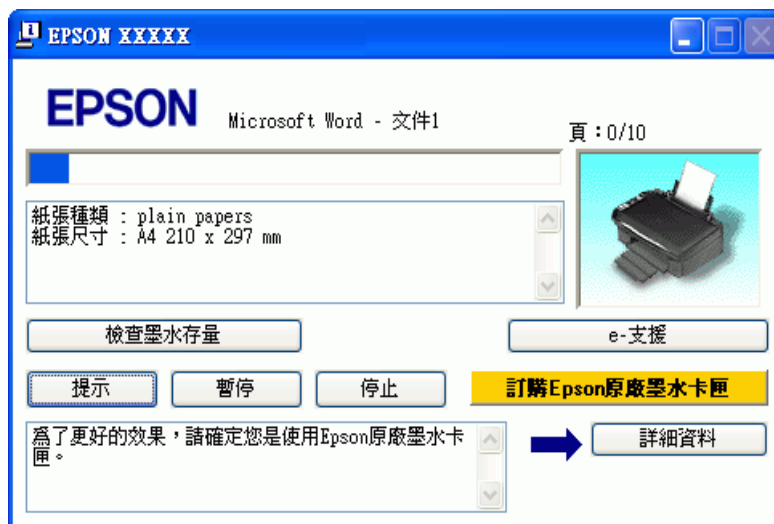 EPSON XXXXX
EPSON
Microsoft Word - 文件1
頁：0/10
紙張種類 : plain papers
紙張尺寸 : A4 210 x 297 mm
檢查墨水存量
e-支援
提示
暫停
停止
訂購Epson原廠墨水卡匣
為了更好的效果，請確定您是使用Epson原廠墨水卡
匣。
詳細資料